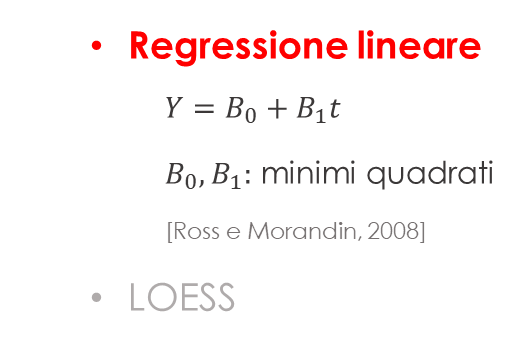 • Regressione lineare
Y = B₀ + B₁t
B₀, B₁: minimi quadrati
[Ross e Morandin, 2008]
• LOESS